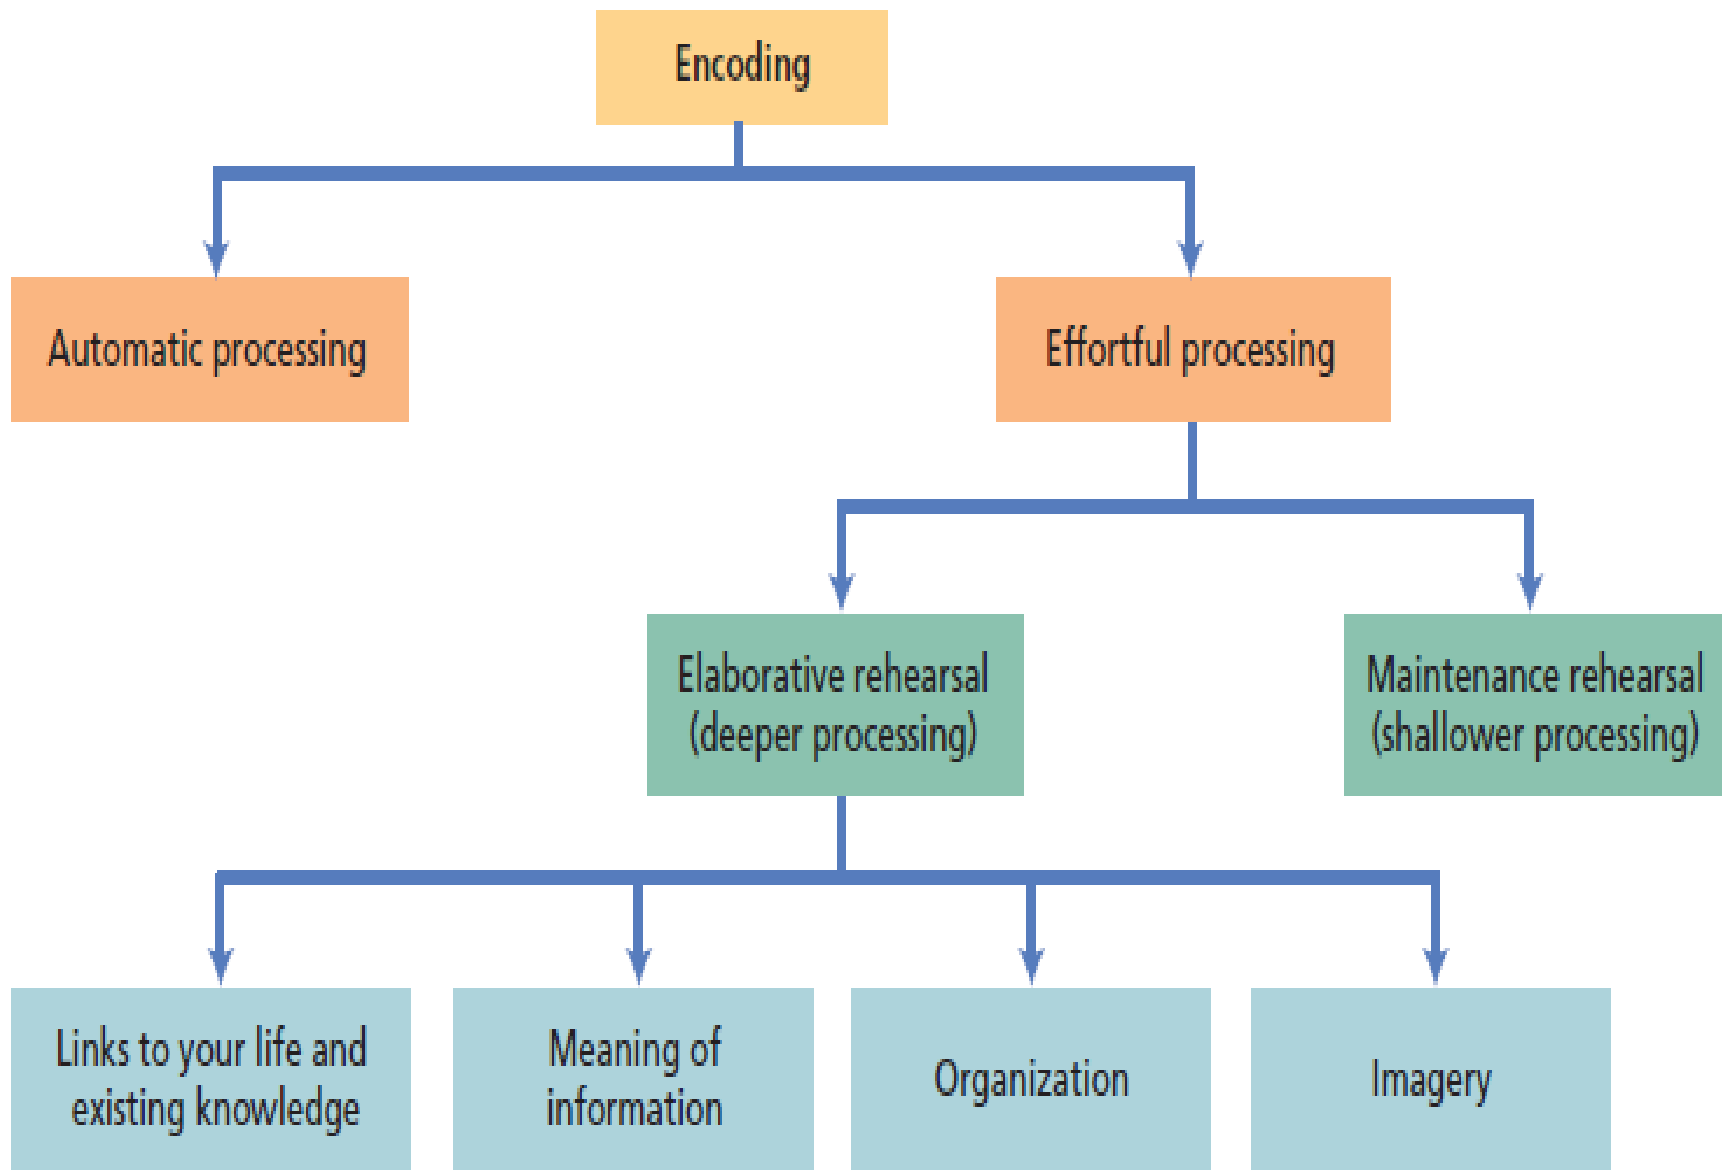 Encoding
Automatic processing
Effortful processing
Elaborative rehearsal
(deeper processing)
Maintenance rehearsal
(shallower processing)
Links to your life and
existing knowledge
Meaning of
information
Organization
Imagery